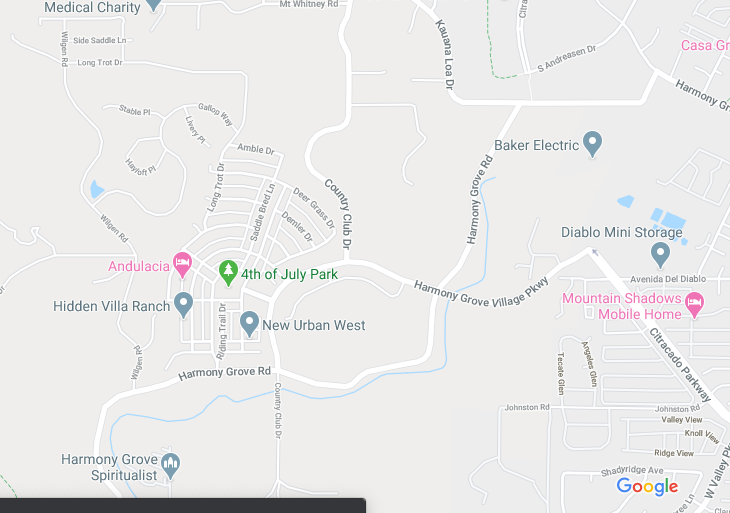 Medical Charity
Mt Whitney Rd
Kauana Loa Dr
Citracado
S Andreasen Dr
Casa Gr
Harmony Gr
Side Saddle Ln
Wilgen Rd
Long Trot Dr
Stable Pl
Gallop Way
Livery Pl
Hayloft Pl
Amble Dr
Long Trot Dr
Saddle Bred Ln
Deer Grass Dr
Demler Dr
Country Club Dr
Harmony Grove Rd
Baker Electric
Wilgen Rd
Andulacia
4th of July Park
Hidden Villa Ranch
New Urban West
Riding Trail Dr
Harmony Grove Village Pkwy
Diablo Mini Storage
Avenida Del Diablo
Mountain Shadows
Mobile Home
Citracado Parkway
Wilgen Rd
Harmony Grove Rd
Country Club Dr
Tecate Glen
Angeles Glen
Johnston Rd
Johnston Rd
Valley View
Knoll View
Ridge View
Shadyridge Ave
W Valley Pk
Tree Ln
Harmony Grove
Spiritualist
Google